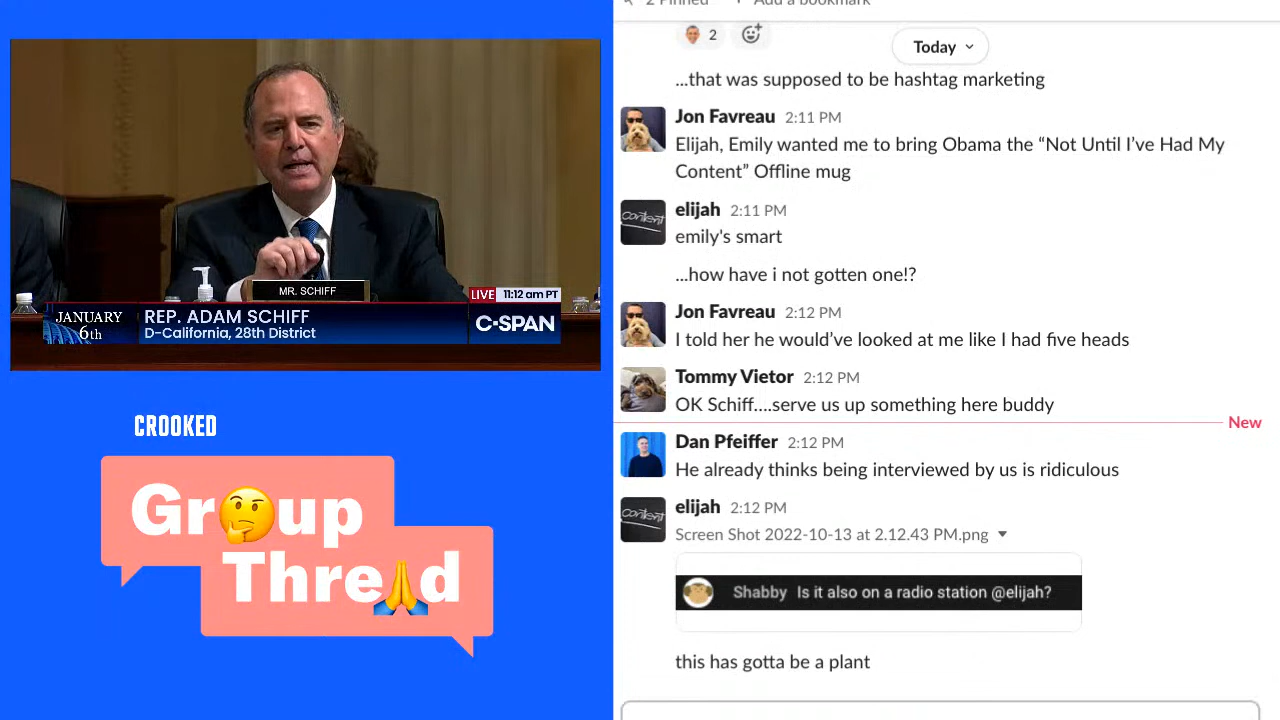 MR. SCHIFF
LIVE 11:12 am PT
JANUARY
6th
REP. ADAM SCHIFF
D-California, 28th District
C-SPAN
CROOKED
Gr🤔up
Thre🙏d
2 Pinned + Add a bookmark
2
Today
...that was supposed to be hashtag marketing
Jon Favreau 2:11 PM
Elijah, Emily wanted me to bring Obama the “Not Until I’ve Had My
Content” Offline mug
content
elijah 2:11 PM
emily's smart
...how have i not gotten one!?
Jon Favreau 2:12 PM
I told her he would’ve looked at me like I had five heads
Tommy Vietor 2:12 PM
OK Schiff....serve us up something here buddy
New
Dan Pfeiffer 2:12 PM
He already thinks being interviewed by us is ridiculous
content
elijah 2:12 PM
Screen Shot 2022-10-13 at 2.12.43 PM.png
Shabby Is it also on a radio station @elijah?
this has gotta be a plant